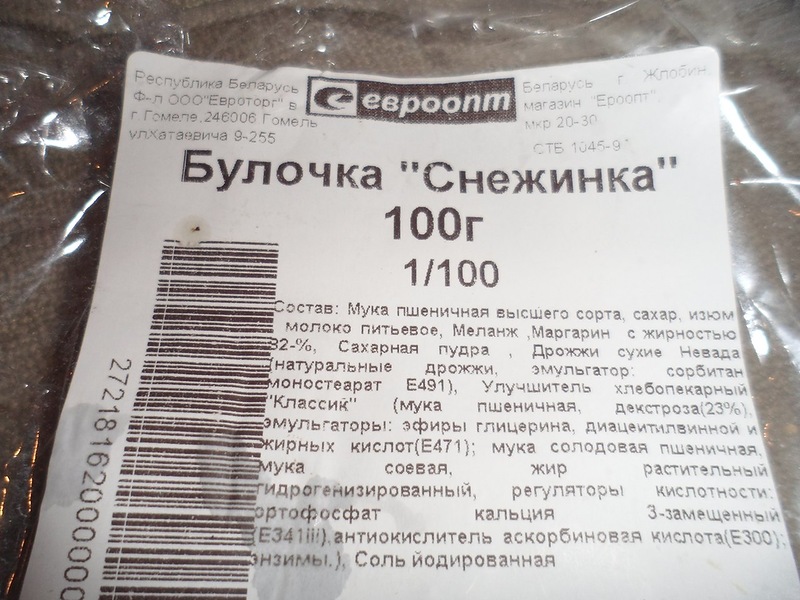 Республика Беларусь
Ф-л ООО"Евроторг" в
г. Гомеле,246006 Гомель
ул.Хатаевича 9-255
евроопт
Беларусь г Жлобин,
магазин "Ероопт",
мкр 20-30
СТБ 1045-9
Булочка "Снежинка"
100г
1/100
Состав: Мука пшеничная высшего сорта, сахар, изюм
молоко питьевое, Меланж ,Маргарин с жирностью
82-%, Сахарная пудра , Дрожжи сухие Невада
(натуральные дрожжи, эмульгатор: сорбитан
моностеарат Е491), Улучшитель хлебопекарный
"Классик" (мука пшеничная, декстроза(23%),
эмульгаторы: эфиры глицерина, диацеитилвинной и
жирных кислот(Е471); мука солодовая пшеничная,
мука соевая, жир растительный
гидрогенизированный, регуляторы кислотности:
ортофосфат кальция 3-замещенный
(Е341iii),антиокислитель аскорбиновая кислота(Е300);
энзимы.), Соль йодированная
2721816200000